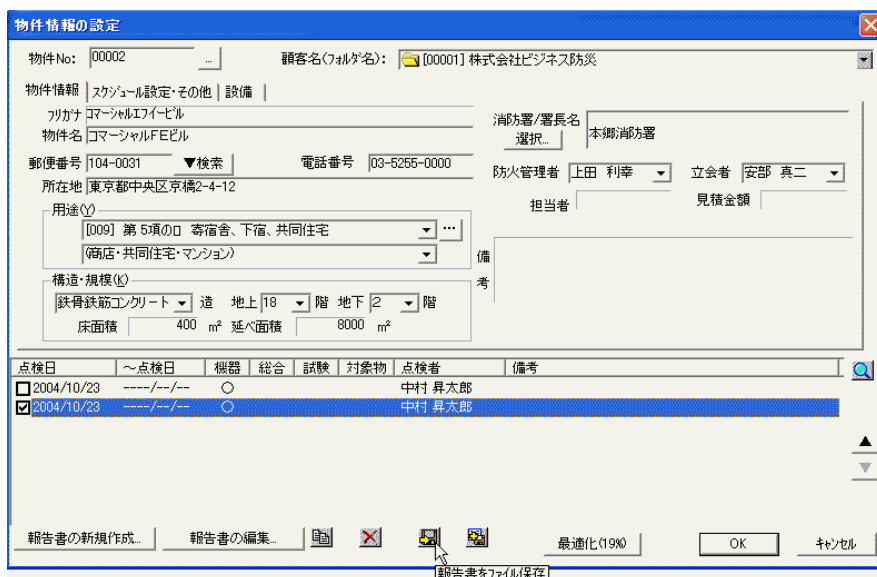 物件情報の設定
物件No: 00002 ... 顧客名(フォルダ名): [00001] 株式会社ビジネス防災
物件情報 スケジュール設定・その他 設備
フリガナ コマーシャルエフイービル
物件名 コマーシャルFEビル
消防署/署長名
選択... 本郷消防署
郵便番号 104-0031 ▼検索 電話番号 03-5255-0000
防火管理者 上田 利幸 立会者 安部 真二
所在地 東京都中央区京橋2-4-12
担当者 見積金額
用途(Y)
[009] 第 5項のロ 寄宿舎、下宿、共同住宅 ...
(商店・共同住宅・マンション)
備考
構造・規模(K)
鉄骨鉄筋コンクリート 造 地上 18 階 地下 2 階
床面積 400 m² 延べ面積 8000 m²
点検日 ~点検日 機器 総合 試験 対象物 点検者 備考
2004/10/23 ----/--/-- ○ 中村 昇太郎
2004/10/23 ----/--/-- ○ 中村 昇太郎
報告書の新規作成... 報告書の編集... 最適化(19%) OK キャンセル
報告書をファイル保存